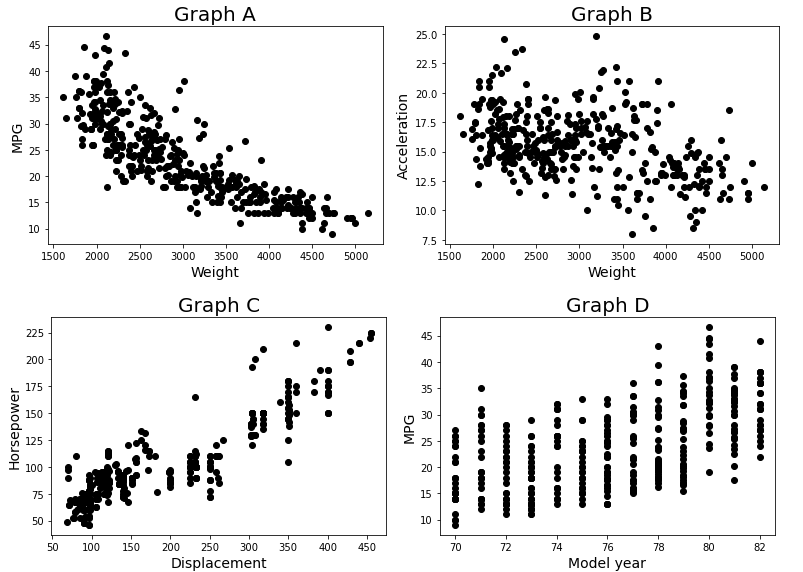 Graph A
45
40
35
30
25
20
15
10
MPG
1500 2000 2500 3000 3500 4000 4500 5000
Weight
Graph B
25.0
22.5
20.0
17.5
15.0
12.5
10.0
7.5
Acceleration
1500 2000 2500 3000 3500 4000 4500 5000
Weight
Graph C
225
200
175
150
125
100
75
50
Horsepower
50 100 150 200 250 300 350 400 450
Displacement
Graph D
45
40
35
30
25
20
15
10
MPG
70 72 74 76 78 80 82
Model year